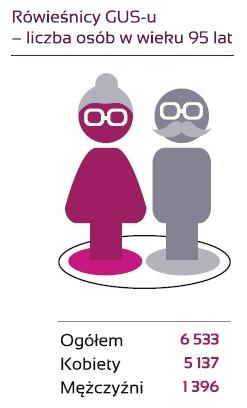 Rówieśnicy GUS-u
– liczba osób w wieku 95 lat
Ogółem 6 533
Kobiety 5 137
Mężczyźni 1 396